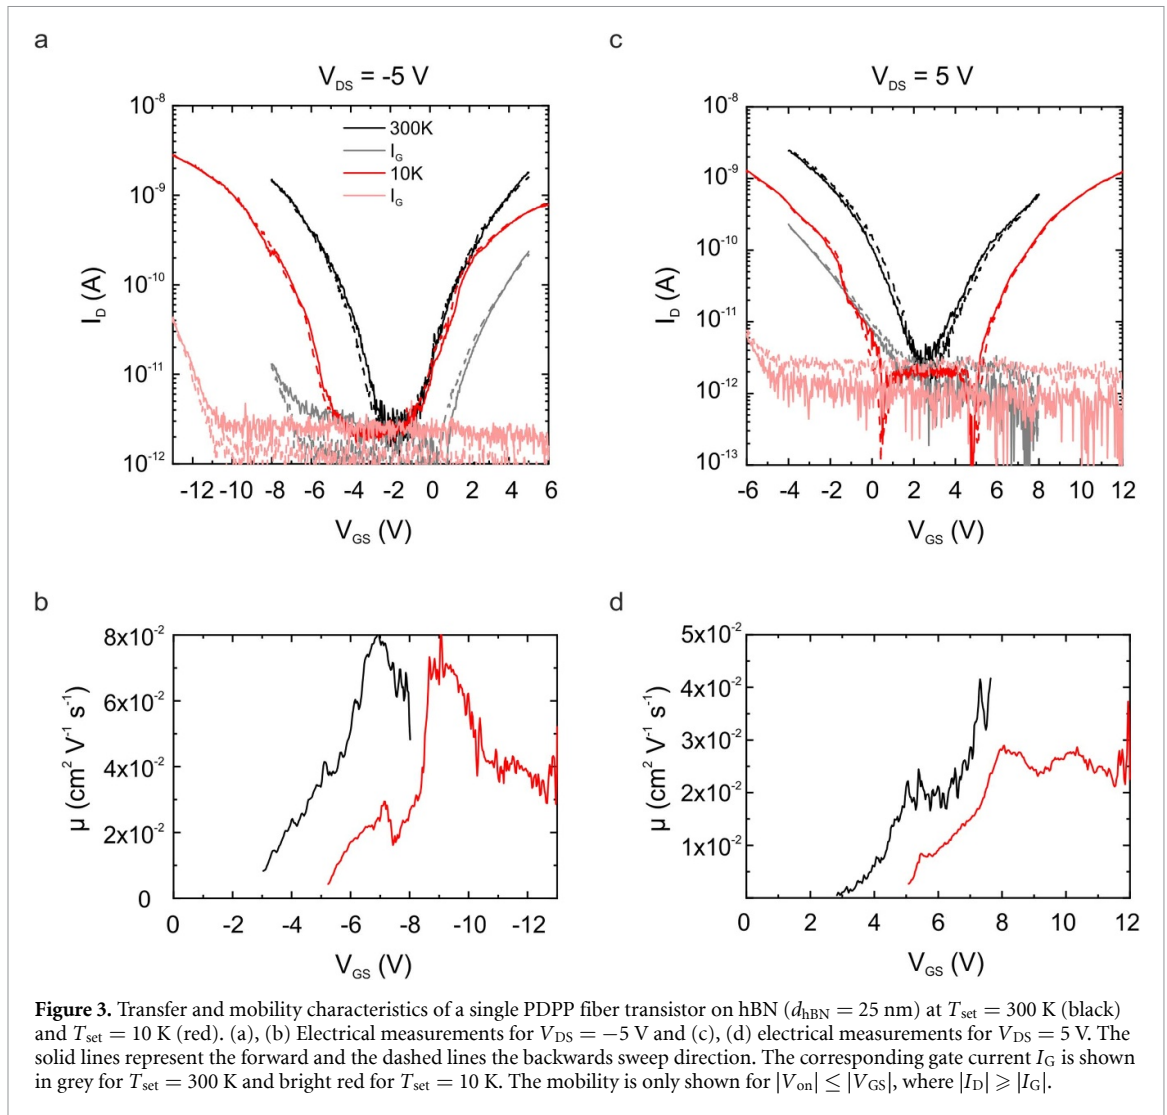 a
V_DS = -5 V
10⁻⁸
10⁻⁹
10⁻¹⁰
10⁻¹¹
10⁻¹²
I_D (A)
300K
I_G
10K
I_G
-12 -10 -8 -6 -4 -2 0 2 4 6
V_GS (V)
c
V_DS = 5 V
10⁻⁸
10⁻⁹
10⁻¹⁰
10⁻¹¹
10⁻¹²
10⁻¹³
I_D (A)
-6 -4 -2 0 2 4 6 8 10 12
V_GS (V)
b
8x10⁻²
6x10⁻²
4x10⁻²
2x10⁻²
0
μ (cm² V⁻¹ s⁻¹)
0 -2 -4 -6 -8 -10 -12
V_GS (V)
d
5x10⁻²
4x10⁻²
3x10⁻²
2x10⁻²
1x10⁻²
μ (cm² V⁻¹ s⁻¹)
0 2 4 6 8 10 12
V_GS (V)
Figure 3. Transfer and mobility characteristics of a single PDPP fiber transistor on hBN (d_hBN = 25 nm) at T_set = 300 K (black)
and T_set = 10 K (red). (a), (b) Electrical measurements for V_DS = −5 V and (c), (d) electrical measurements for V_DS = 5 V. The
solid lines represent the forward and the dashed lines the backwards sweep direction. The corresponding gate current I_G is shown
in grey for T_set = 300 K and bright red for T_set = 10 K. The mobility is only shown for |V_on| ≤ |V_GS|, where |I_D| ⩾ |I_G|.